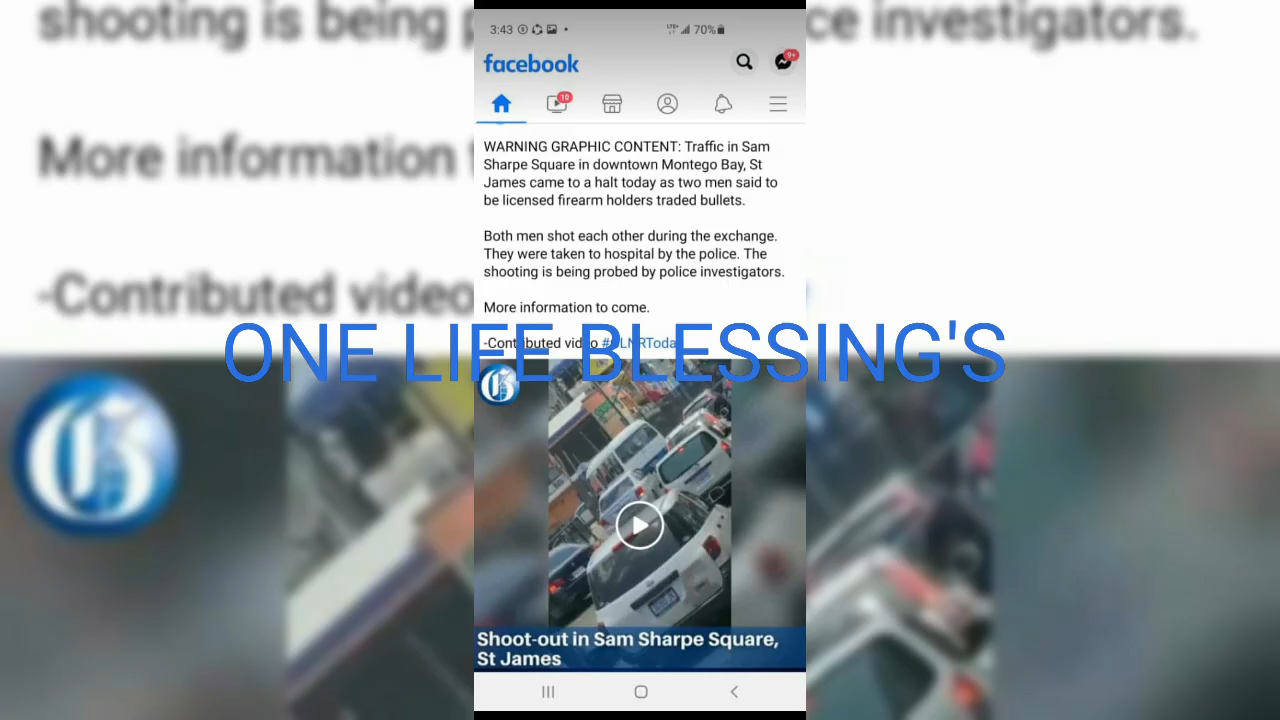 shooting is being p
ce investigators.
More information
-Contributed video
3:43
LTE+
70%
facebook
9+
10
WARNING GRAPHIC CONTENT: Traffic in Sam
Sharpe Square in downtown Montego Bay, St
James came to a halt today as two men said to
be licensed firearm holders traded bullets.
Both men shot each other during the exchange.
They were taken to hospital by the police. The
shooting is being probed by police investigators.
More information to come.
-Contributed video
ONE LIFE BLESSING'S
G
Shoot-out in Sam Sharpe Square,
St James